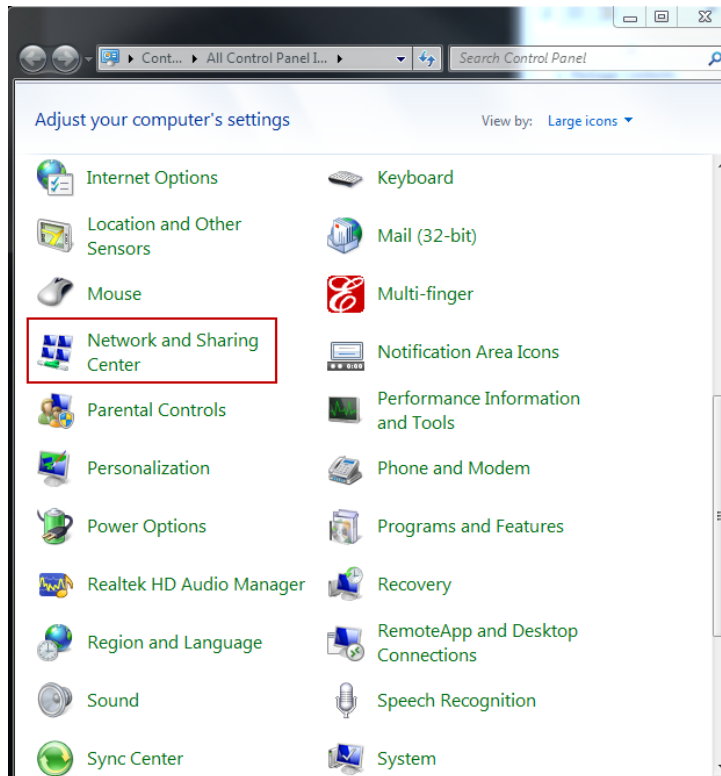 Cont... All Control Panel I... Search Control Panel
Adjust your computer's settings View by: Large icons
Internet Options Keyboard
Location and Other
Sensors
Mail (32-bit)
Mouse Multi-finger
Network and Sharing
Center
Notification Area Icons
Parental Controls
Performance Information
and Tools
Personalization Phone and Modem
Power Options Programs and Features
Realtek HD Audio Manager Recovery
Region and Language
RemoteApp and Desktop
Connections
Sound Speech Recognition
Sync Center System